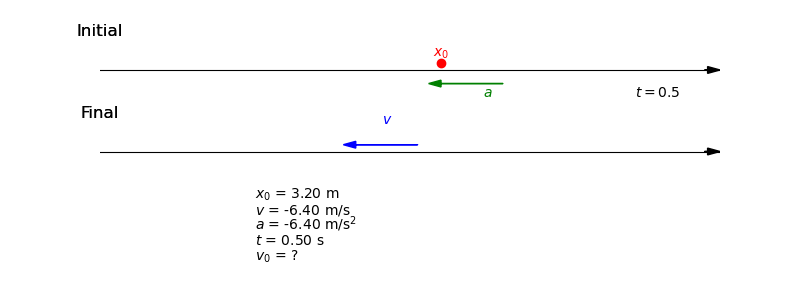 Initial
x₀
a
t = 0.5
Final
v
x₀ = 3.20 m
v = -6.40 m/s
a = -6.40 m/s²
t = 0.50 s
v₀ = ?